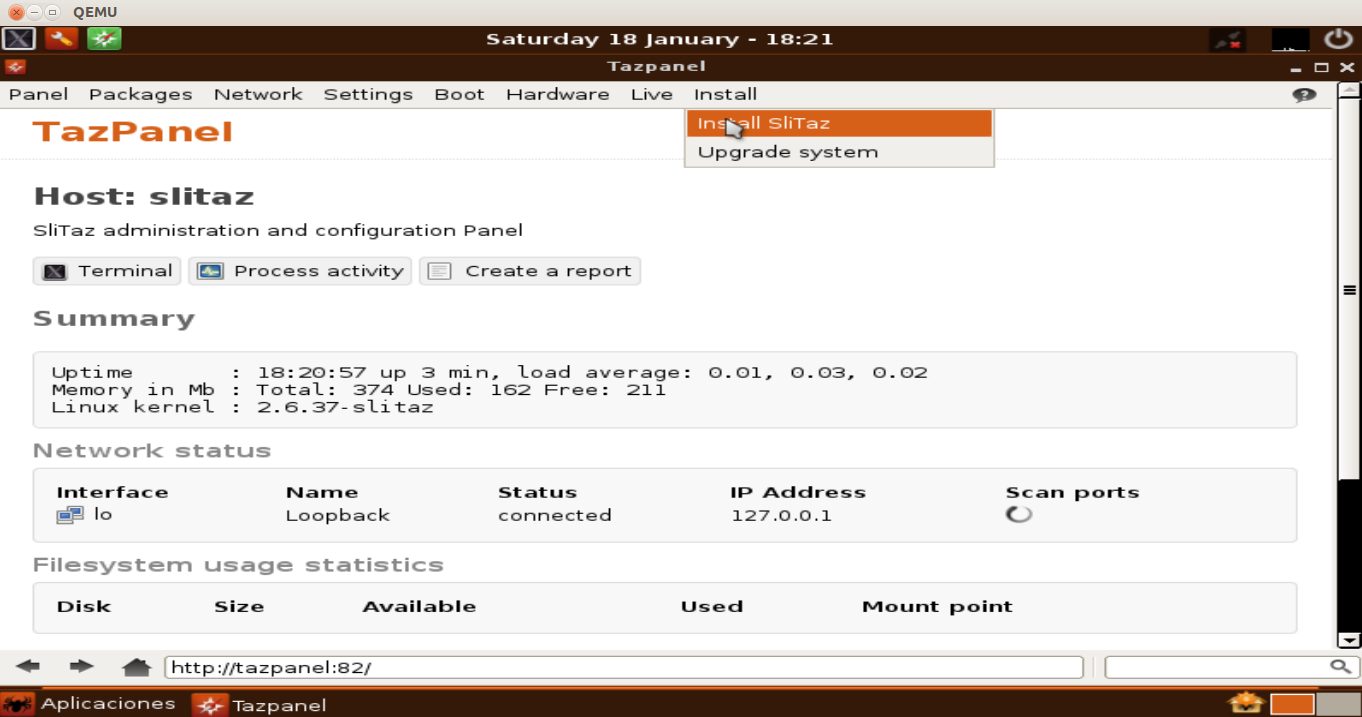 QEMU
Saturday 18 January - 18:21
Tazpanel
Panel Packages Network Settings Boot Hardware Live Install
Install SliTaz
Upgrade system
TazPanel
Host: slitaz
SliTaz administration and configuration Panel
Terminal Process activity Create a report
Summary
Uptime : 18:20:57 up 3 min, load average: 0.01, 0.03, 0.02
Memory in Mb : Total: 374 Used: 162 Free: 211
Linux kernel : 2.6.37-slitaz
Network status
Interface Name Status IP Address Scan ports
lo Loopback connected 127.0.0.1
Filesystem usage statistics
Disk Size Available Used Mount point
http://tazpanel:82/
Aplicaciones Tazpanel